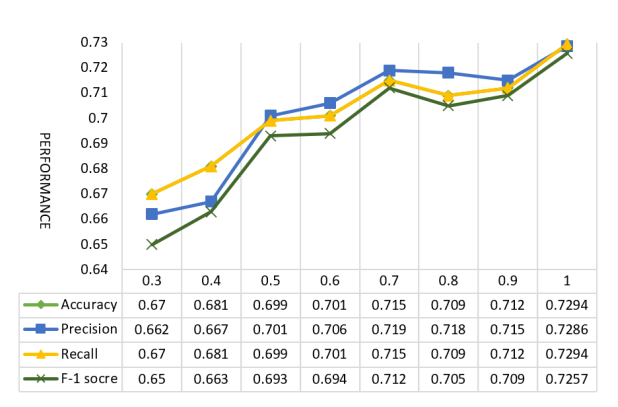 0.73
0.72
0.71
0.7
0.69
0.68
0.67
0.66
0.65
0.64
PERFORMANCE
0.3 0.4 0.5 0.6 0.7 0.8 0.9 1
Accuracy 0.67 0.681 0.699 0.701 0.715 0.709 0.712 0.7294
Precision 0.662 0.667 0.701 0.706 0.719 0.718 0.715 0.7286
Recall 0.67 0.681 0.699 0.701 0.715 0.709 0.712 0.7294
F-1 socre 0.65 0.663 0.693 0.694 0.712 0.705 0.709 0.7257